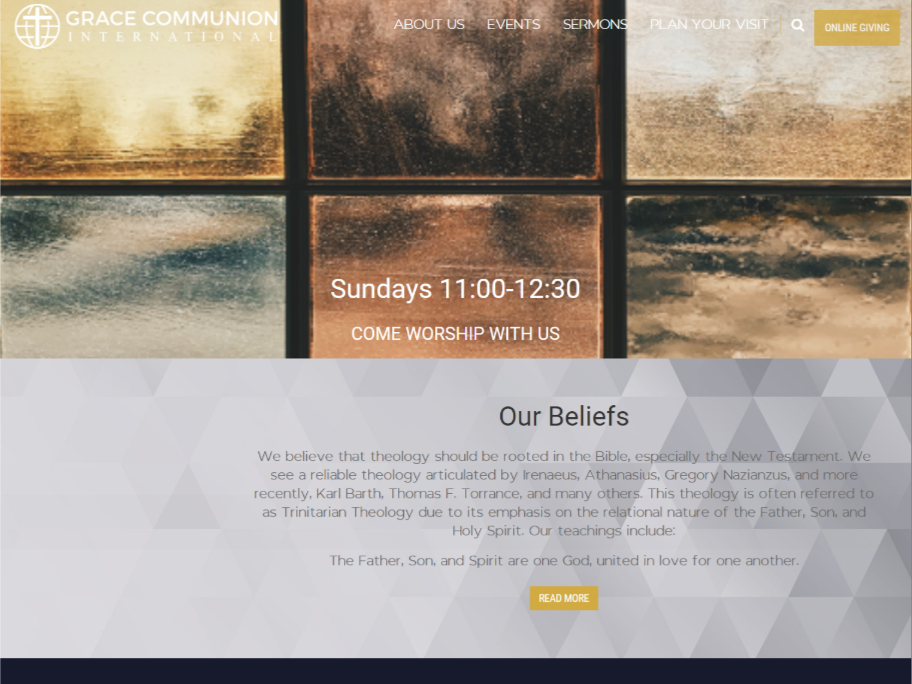 GRACE COMMUNION
INTERNATIONAL
ABOUT US EVENTS SERMONS PLAN YOUR VISIT ONLINE GIVING
Sundays 11:00-12:30
COME WORSHIP WITH US
Our Beliefs
We believe that theology should be rooted in the Bible, especially the New Testament. We
see a reliable theology articulated by Irenaeus, Athanasius, Gregory Nazianzus, and more
recently, Karl Barth, Thomas F. Torrance, and many others. This theology is often referred to
as Trinitarian Theology due to its emphasis on the relational nature of the Father, Son, and
Holy Spirit. Our teachings include:
The Father, Son, and Spirit are one God, united in love for one another.
READ MORE